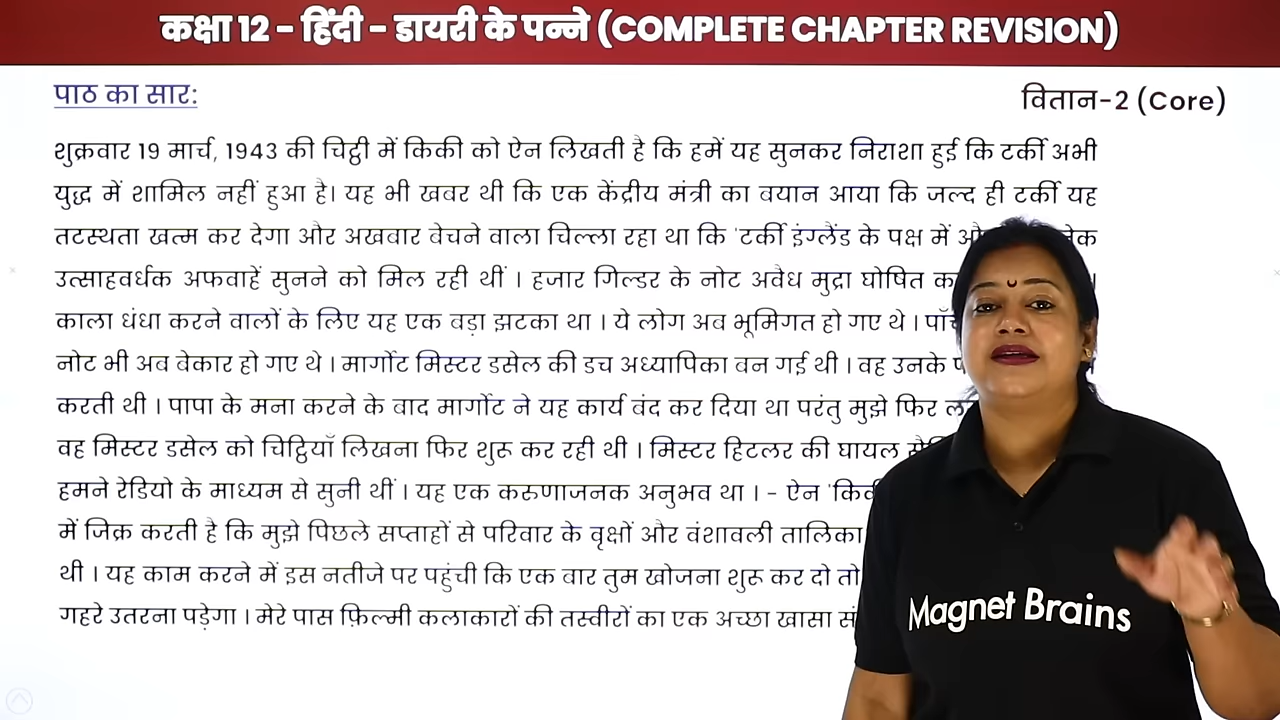 कक्षा 12 - हिंदी - डायरी के पन्ने (COMPLETE CHAPTER REVISION)
पाठ का सार:
वितान-2 (Core)
शुक्रवार 19 मार्च, 1943 की चिट्ठी में किकी को ऐन लिखती है कि हमें यह सुनकर निराशा हुई कि टर्की अभी
युद्ध में शामिल नहीं हुआ है। यह भी खबर थी कि एक केंद्रीय मंत्री का बयान आया कि जल्द ही टर्की यह
तटस्थता खत्म कर देगा और अखबार बेचने वाला चिल्ला रहा था कि 'टर्की इंग्लैंड के पक्ष में
उत्साहवर्धक अफवाहें सुनने को मिल रही थीं । हजार गिल्डर के नोट अवैध मुद्रा घोषित
काला धंधा करने वालों के लिए यह एक बड़ा झटका था । ये लोग अब भूमिगत हो गए थे ।
नोट भी अब बेकार हो गए थे । मार्गोट मिस्टर डसेल की डच अध्यापिका बन गई थी । वह उनके
करती थी । पापा के मना करने के बाद मार्गोट ने यह कार्य बंद कर दिया था परंतु मुझे फिर
वह मिस्टर डसेल को चिट्ठियाँ लिखना फिर शुरू कर रही थी । मिस्टर हिटलर की घायल
हमने रेडियो के माध्यम से सुनी थीं । यह एक करुणाजनक अनुभव था । - ऐन
में जिक्र करती है कि मुझे पिछले सप्ताहों से परिवार के वृक्षों और वंशावली तालिका
थी । यह काम करने में इस नतीजे पर पहुंची कि एक बार तुम खोजना शुरू कर दो तो
गहरे उतरना पड़ेगा । मेरे पास फ़िल्मी कलाकारों की तस्वीरों का एक अच्छा खासा
Magnet Brains